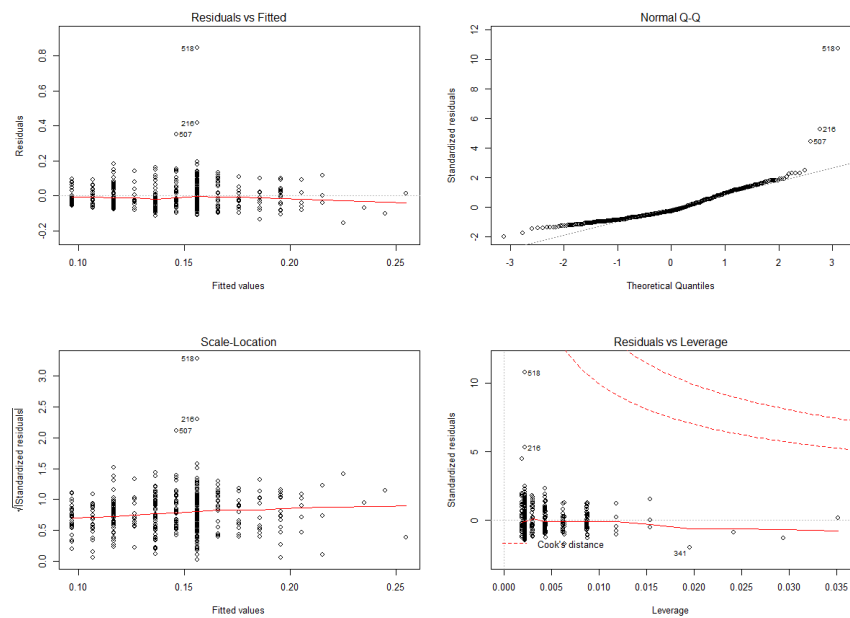 Residuals vs Fitted
Residuals
0.8
0.6
0.4
0.2
0.0
-0.2
518
216
507
0.10 0.15 0.20 0.25
Fitted values
Normal Q-Q
Standardized residuals
12
10
8
6
4
2
0
-2
518
216
507
-3 -2 -1 0 1 2 3
Theoretical Quantiles
Scale-Location
√|Standardized residuals|
3.0
2.5
2.0
1.5
1.0
0.5
0.0
518
216
507
0.10 0.15 0.20 0.25
Fitted values
Residuals vs Leverage
Standardized residuals
10
5
0
518
216
Cook's distance
341
0.000 0.005 0.010 0.015 0.020 0.025 0.030 0.035
Leverage